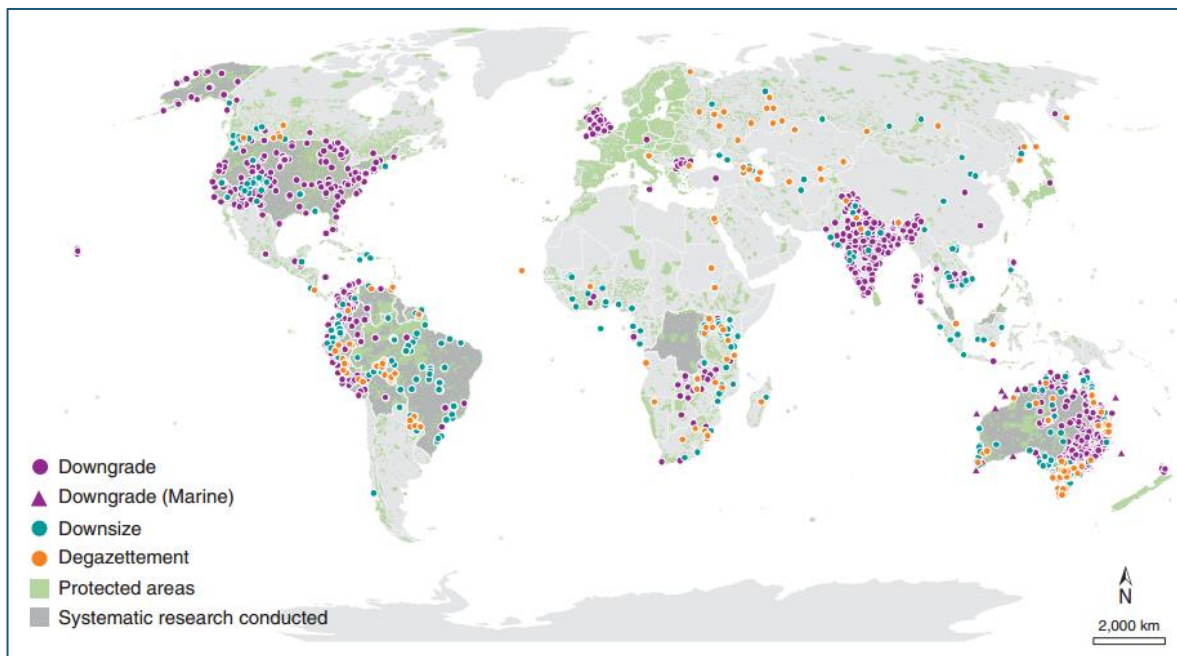 Downgrade
Downgrade (Marine)
Downsize
Degazettement
Protected areas
Systematic research conducted
N
2,000 km